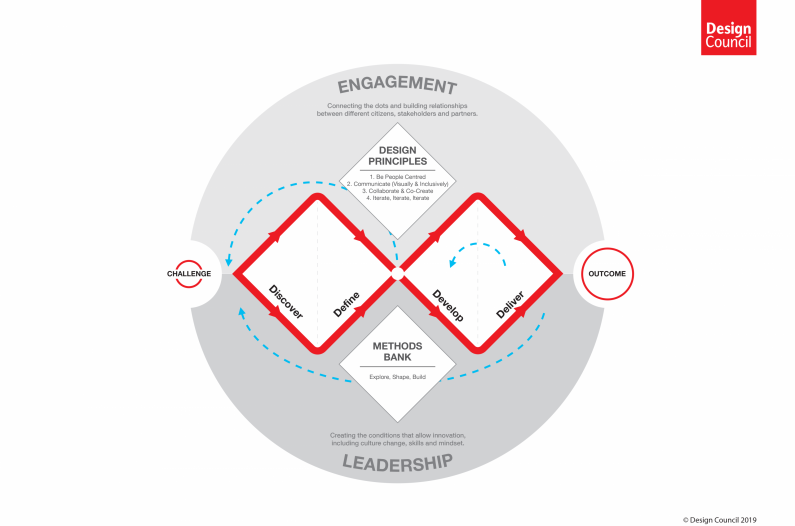 Design
Council
ENGAGEMENT
Connecting the dots and building relationships
between different citizens, stakeholders and partners.
DESIGN
PRINCIPLES
1. Be People Centred
2. Communicate (Visually & Inclusively)
3. Collaborate & Co-Create
4. Iterate, Iterate, Iterate
CHALLENGE
OUTCOME
Discover
Define
Develop
Deliver
METHODS
BANK
Explore, Shape, Build
Creating the conditions that allow innovation,
including culture change, skills and mindset.
LEADERSHIP
© Design Council 2019